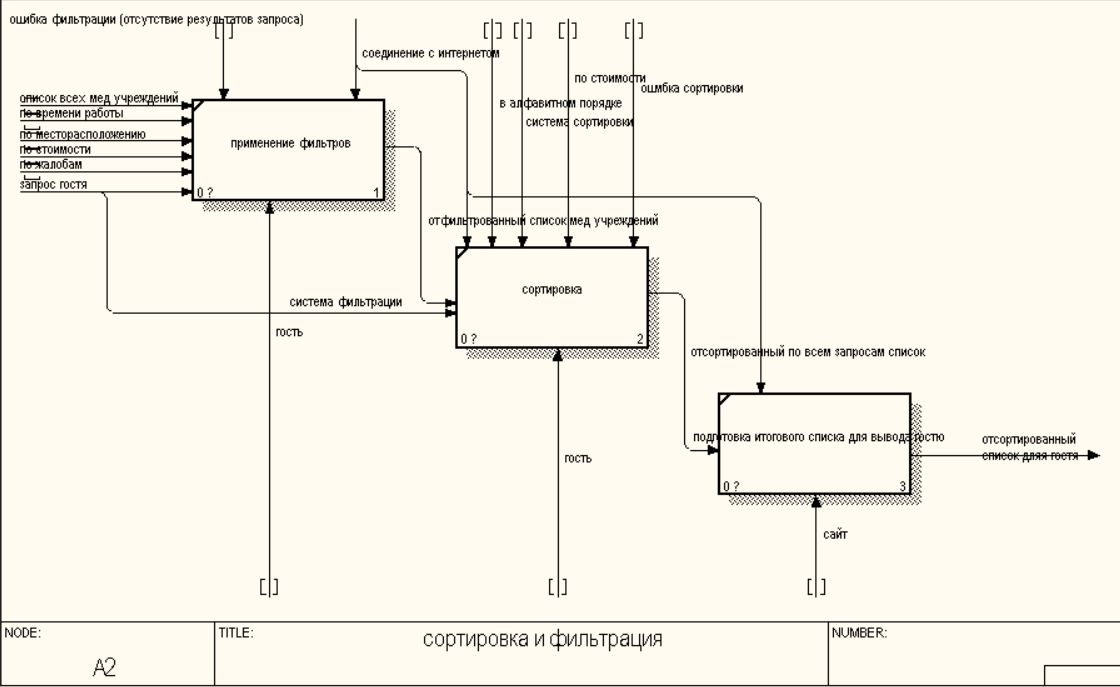 ошибка фильтрации (отсутствие результатов запроса)
соединение с интернетом
по стоимости
ошмбка сортировки
в алфавитном порядке
система сортировки
список всех мед учреждений
по времени работы
по месторасположению
по стоимости
по жалобам
запрос гостя
применение фильтров
0 ?
1
отфильтрованный список мед учреждений
сортировка
0 ?
2
система фильтрации
гость
отсортированный по всем запросам список
подготовка итогового списка для вывода гостю
0 ?
3
отсортированный
список дляя гостя
гость
сайт
NODE:
A2
TITLE:
сортировка и фильтрация
NUMBER: